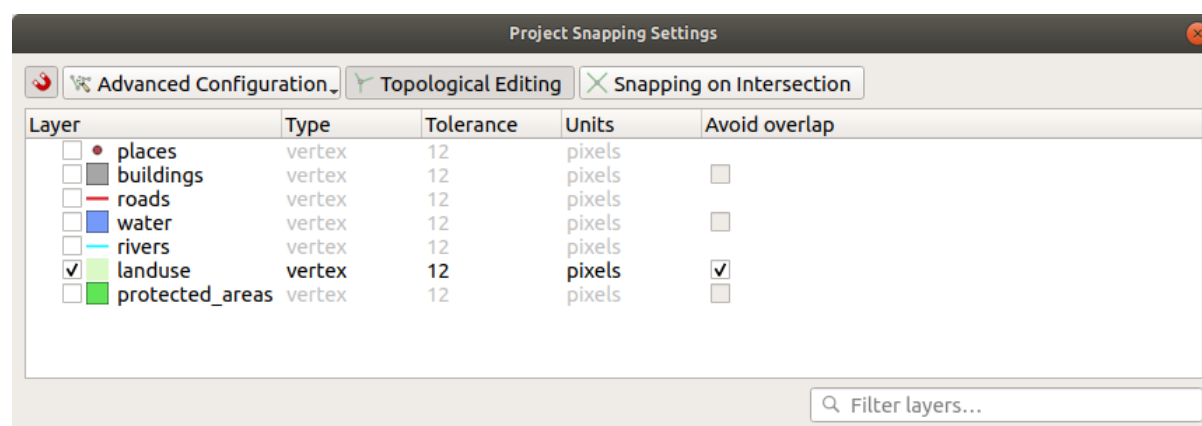 Project Snapping Settings
Advanced Configuration Topological Editing Snapping on Intersection
Layer Type Tolerance Units Avoid overlap
places vertex 12 pixels
buildings vertex 12 pixels
roads vertex 12 pixels
water vertex 12 pixels
rivers vertex 12 pixels
landuse vertex 12 pixels
protected_areas vertex 12 pixels
Filter layers...